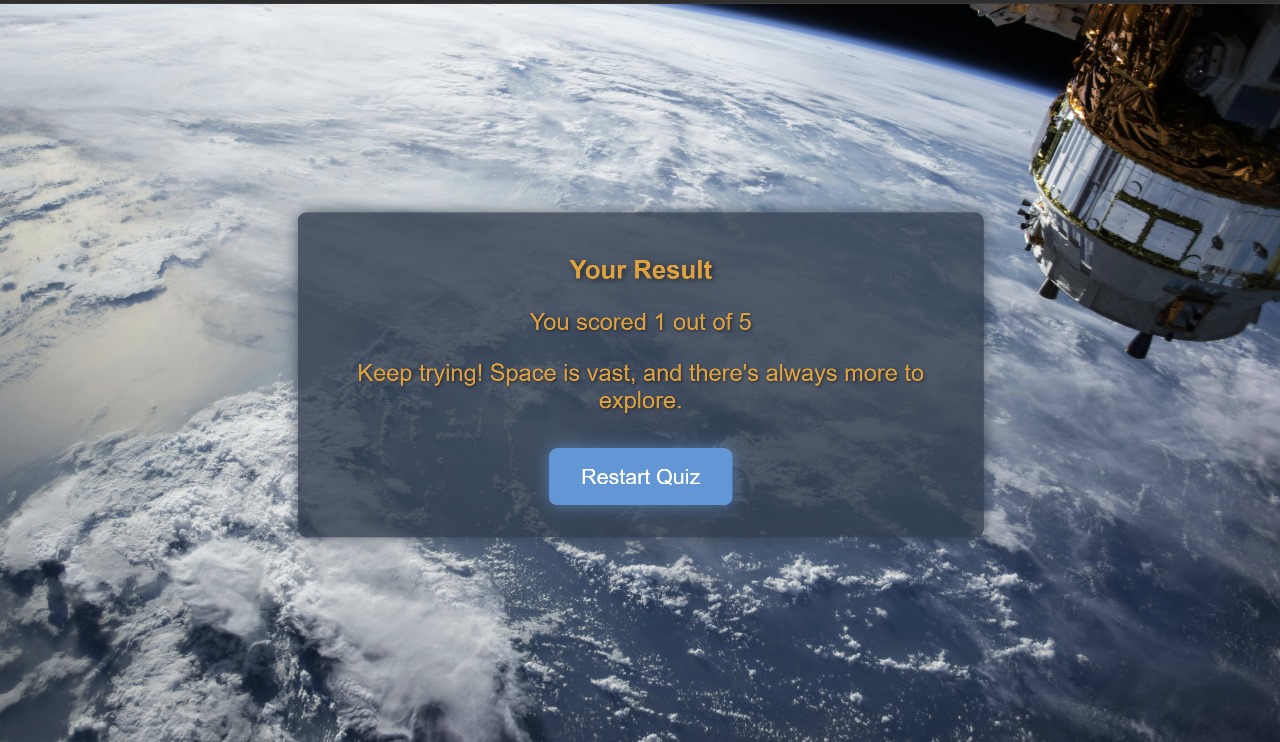 Your Result
You scored 1 out of 5
Keep trying! Space is vast, and there's always more to
explore.
Restart Quiz